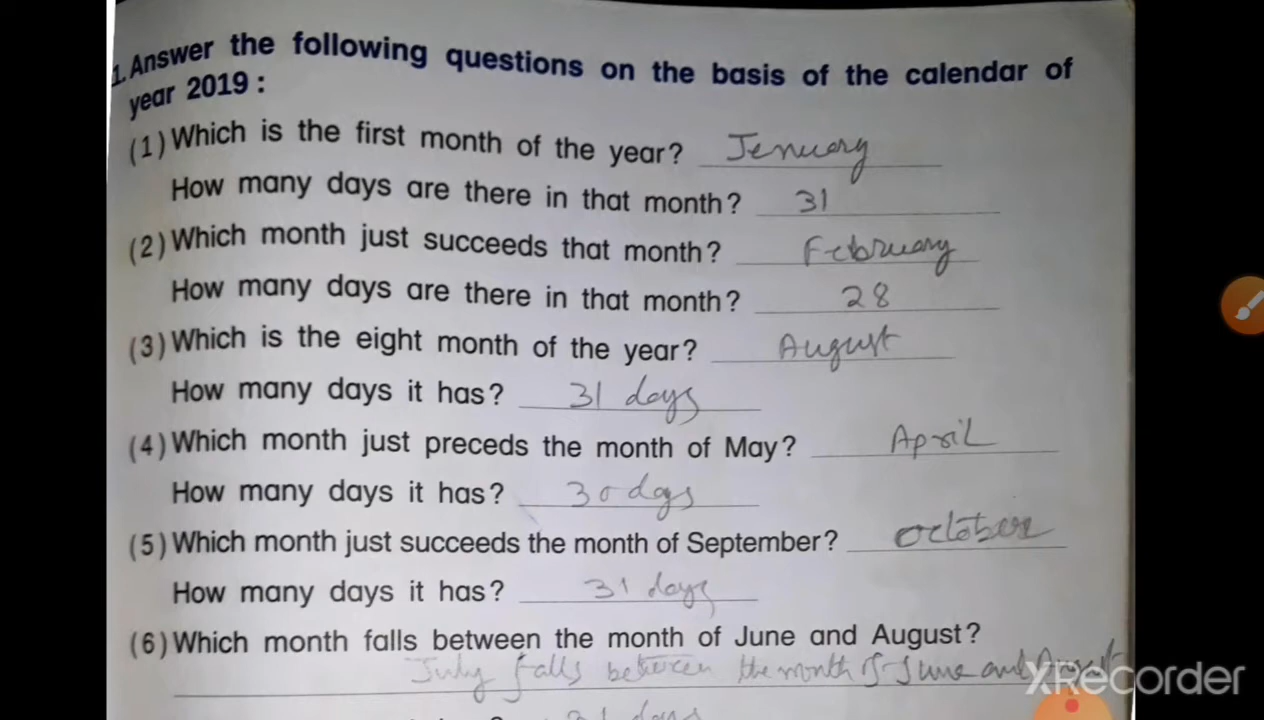 1. Answer the following questions on the basis of the calendar of
year 2019 :
(1) Which is the first month of the year? Jenuary
How many days are there in that month? 31
(2) Which month just succeeds that month? February
How many days are there in that month? 28
(3) Which is the eight month of the year? August
How many days it has? 31 days
(4) Which month just preceds the month of May? April
How many days it has? 30 days
(5) Which month just succeeds the month of September? October
How many days it has? 31 days
(6) Which month falls between the month of June and August?
July falls between the month of June and August
XRecorder
31 days